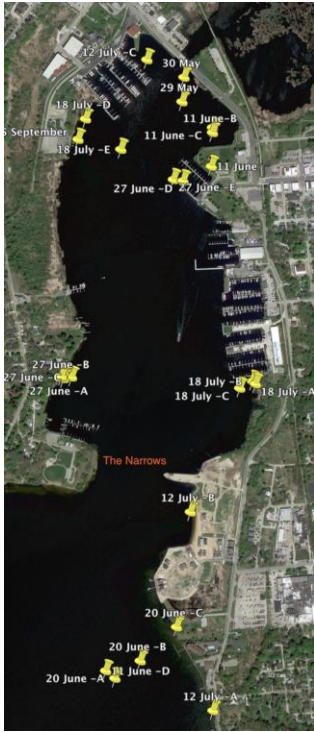 12 July -C
30 May
29 May
18 July -D
11 June-B
September
11 June -C
18 July -E
11 June
27 June -D
27 June -E
27 June -B
27 June -C
27 June -A
18 July -B
18 July -A
18 July -C
The Narrows
12 July -B
20 June -C
20 June -B
20 June -A
11 June -D
12 July -A